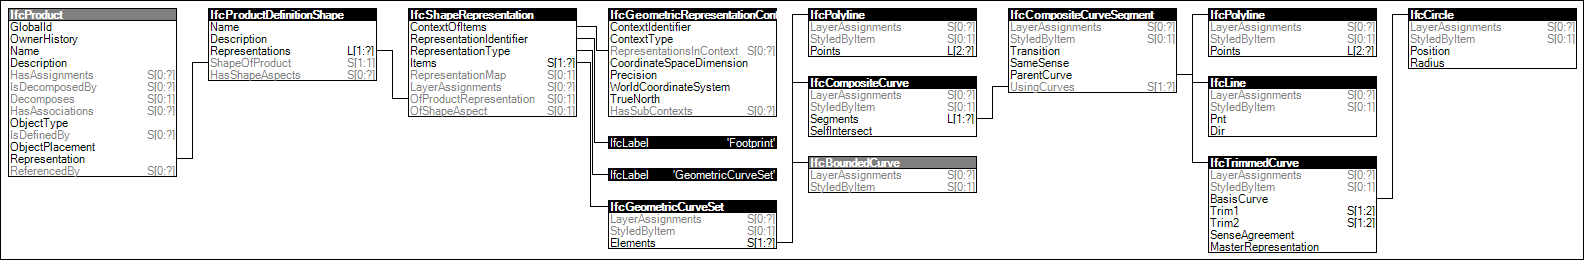 IfcProduct
GlobalId
OwnerHistory
Name
Description
HasAssignments S[0:?]
IsDecomposedBy S[0:?]
Decomposes S[0:1]
HasAssociations S[0:?]
ObjectType
IsDefinedBy S[0:?]
ObjectPlacement
Representation
ReferencedBy S[0:?]
IfcProductDefinitionShape
Name
Description
Representations L[1:?]
ShapeOfProduct S[1:1]
HasShapeAspects S[0:?]
IfcShapeRepresentation
ContextOfItems
RepresentationIdentifier
RepresentationType
Items S[1:?]
RepresentationMap S[0:1]
LayerAssignments S[0:?]
OfProductRepresentation S[0:1]
OfShapeAspect S[0:1]
IfcGeometricRepresentationCont
ContextIdentifier
ContextType
RepresentationsInContext S[0:?]
CoordinateSpaceDimension
Precision
WorldCoordinateSystem
TrueNorth
HasSubContexts S[0:?]
IfcLabel 'Footprint'
IfcLabel 'GeometricCurveSet'
IfcGeometricCurveSet
LayerAssignments S[0:?]
StyledByItem S[0:1]
Elements S[1:?]
IfcPolyline
LayerAssignments S[0:?]
StyledByItem S[0:1]
Points L[2:?]
IfcCompositeCurve
LayerAssignments S[0:?]
StyledByItem S[0:1]
Segments L[1:?]
SelfIntersect
IfcBoundedCurve
LayerAssignments S[0:?]
StyledByItem S[0:1]
IfcCompositeCurveSegment
LayerAssignments S[0:?]
StyledByItem S[0:1]
Transition
SameSense
ParentCurve
UsingCurves S[1:?]
IfcPolyline
LayerAssignments S[0:?]
StyledByItem S[0:1]
Points L[2:?]
IfcLine
LayerAssignments S[0:?]
StyledByItem S[0:1]
Pnt
Dir
IfcTrimmedCurve
LayerAssignments S[0:?]
StyledByItem S[0:1]
BasisCurve
Trim1 S[1:2]
Trim2 S[1:2]
SenseAgreement
MasterRepresentation
IfcCircle
LayerAssignments S[0:?]
StyledByItem S[0:1]
Position
Radius